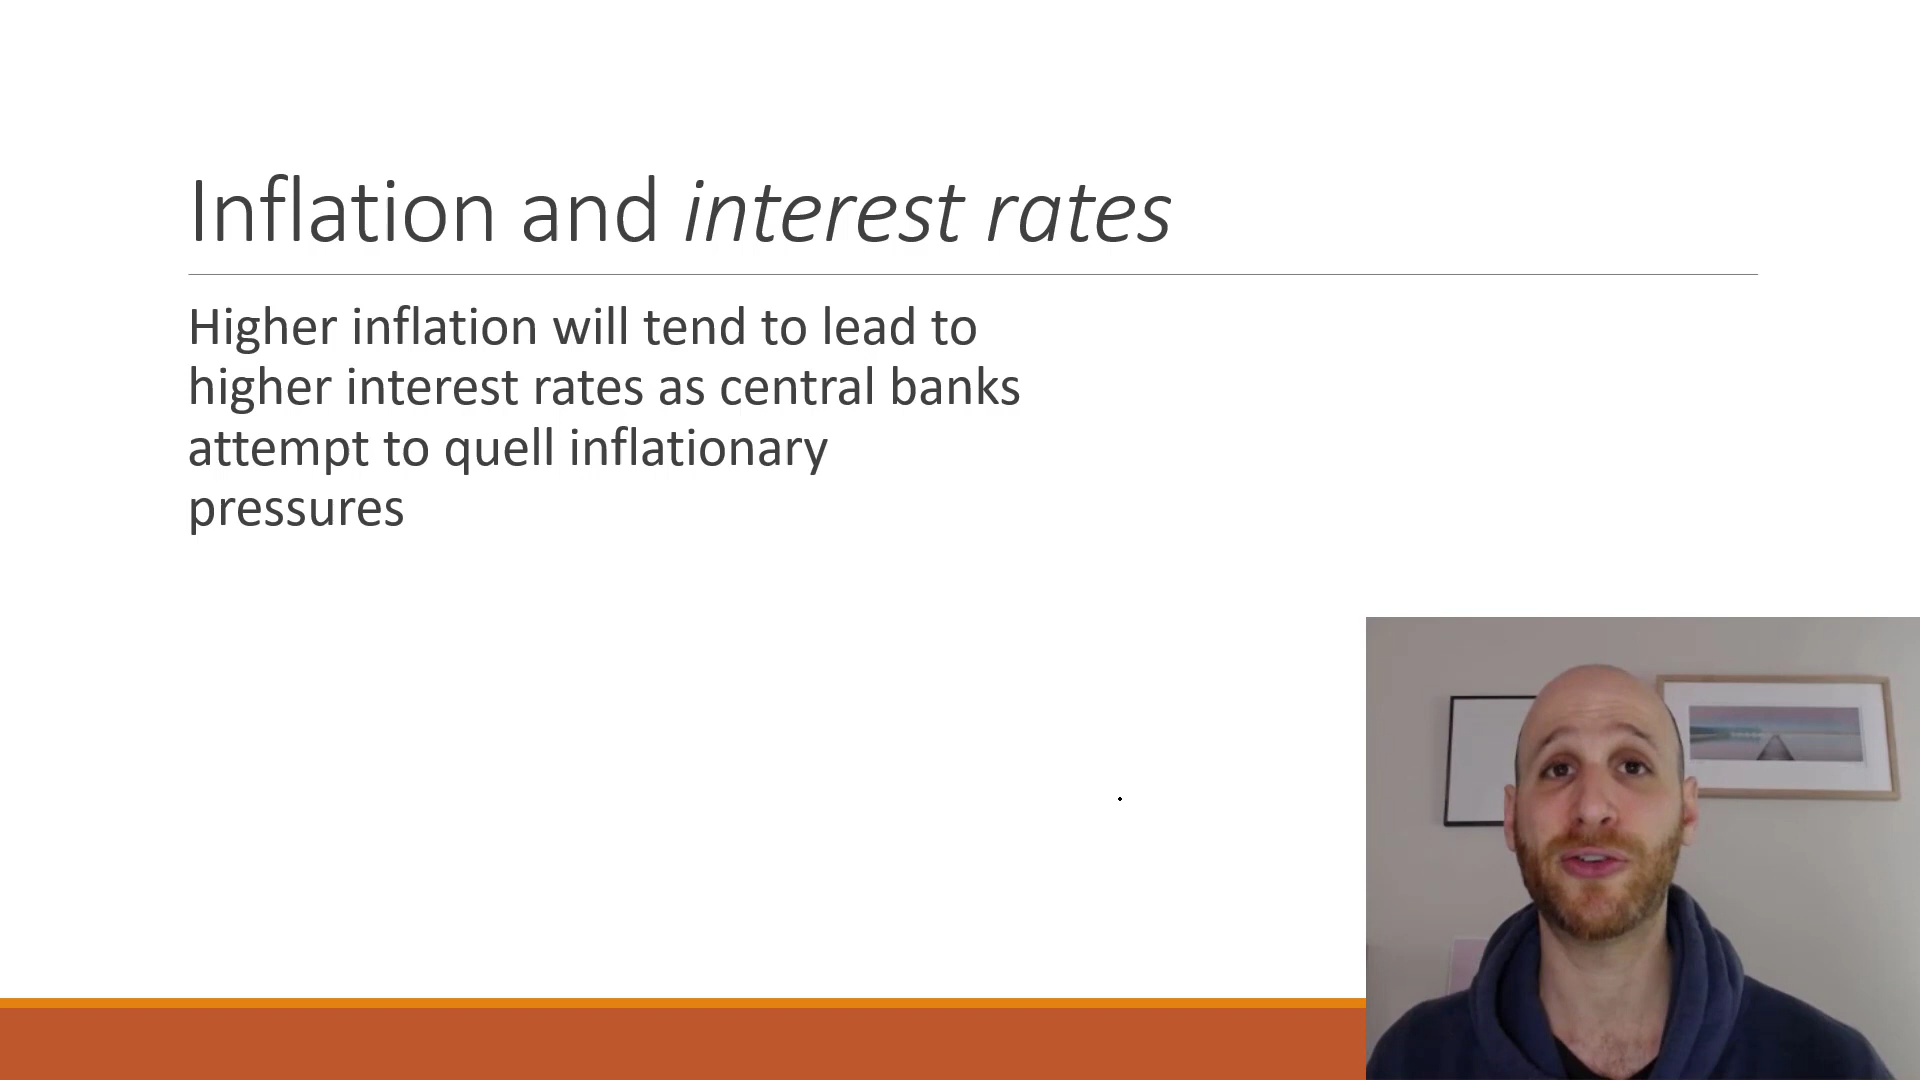 Inflation and interest rates
Higher inflation will tend to lead to
higher interest rates as central banks
attempt to quell inflationary
pressures